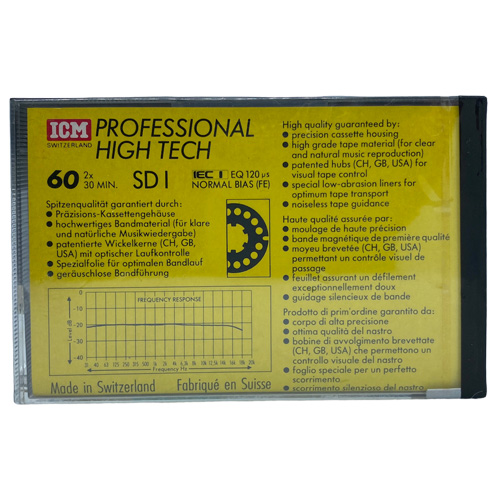 ICM
SWITZERLAND
PROFESSIONAL
HIGH TECH
60 2x
30 MIN.
SD I
IEC I EQ 120 µs
NORMAL BIAS (FE)
Spitzenqualität garantiert durch:
• Präzisions-Kassettengehäuse
• hochwertiges Bandmaterial (für klare
und natürliche Musikwiedergabe)
• patentierte Wickelkerne (CH, GB,
USA) mit optischer Laufkontrolle
• Spezialfolie für optimalen Bandlauf
• geräuschlose Bandführung
FREQUENCY RESPONSE
Level dB
-10
-20
-30
-40
Frequency Hz
Made in Switzerland
Fabriqué en Suisse
High quality guaranteed by:
• precision cassette housing
• high grade tape material (for clear
and natural music reproduction)
• patented hubs (CH, GB, USA) for
visual tape control
• special low-abrasion liners for
optimum tape transport
• noiseless tape guidance
Haute qualité assurée par:
• moulage de haute précision
• bande magnétique de première qualité
• moyeu brevetée (CH, GB, USA)
permettant un contrôle visuel de
passage
• feuillet assurant un défilement
exceptionnellement doux
• guidage silencieux de bande
Prodotto di prim'ordine garantito da:
• corpo di alta precisione
• ottima qualità del nastro
• bobine di avvolgimento brevettate
(CH, GB, USA) che permettono un
controllo visuale del nastro
• foglio speciale per un perfetto
scorrimento
• scorrimento silenzioso del nastro